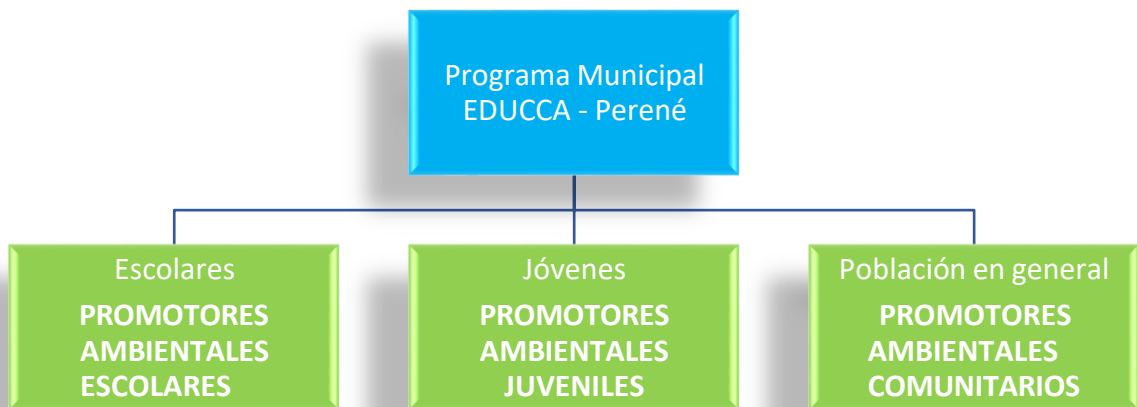 Programa Municipal
EDUCCA - Perené
Escolares
PROMOTORES
AMBIENTALES
ESCOLARES
Jóvenes
PROMOTORES
AMBIENTALES
JUVENILES
Población en general
PROMOTORES
AMBIENTALES
COMUNITARIOS